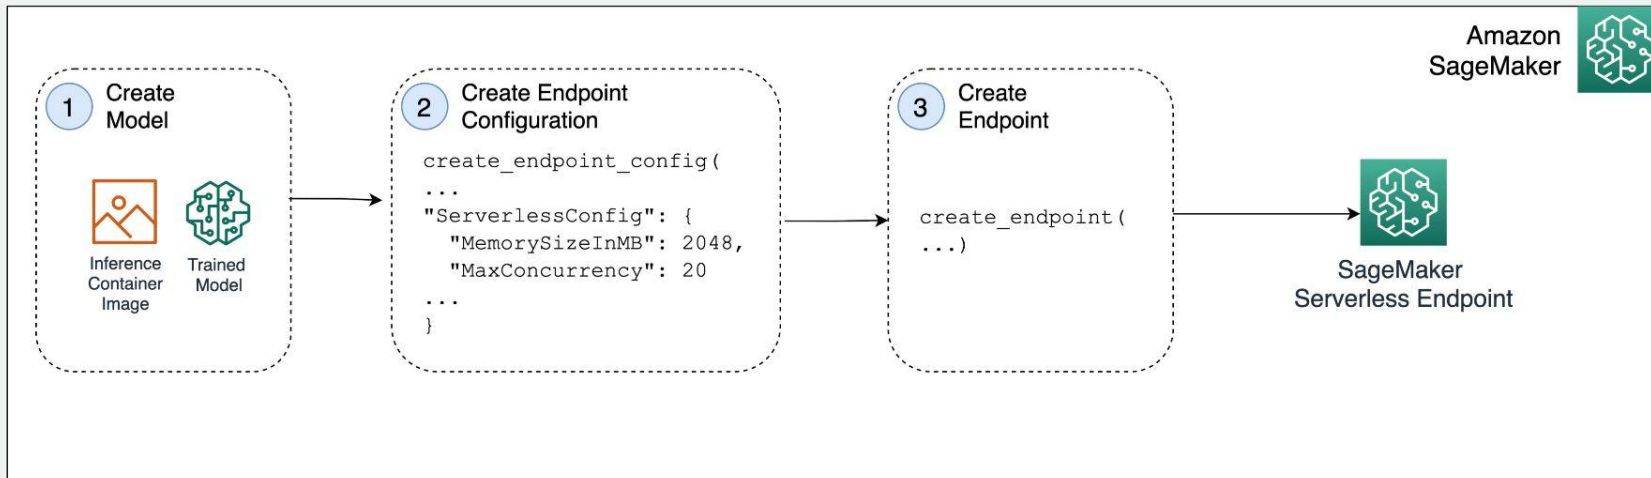 Amazon
SageMaker
1
Create
Model
Inference
Container
Image
Trained
Model
2
Create Endpoint
Configuration
create_endpoint_config(
...
"ServerlessConfig": {
"MemorySizeInMB": 2048,
"MaxConcurrency": 20
...
}
3
Create
Endpoint
create_endpoint(
...)
SageMaker
Serverless Endpoint